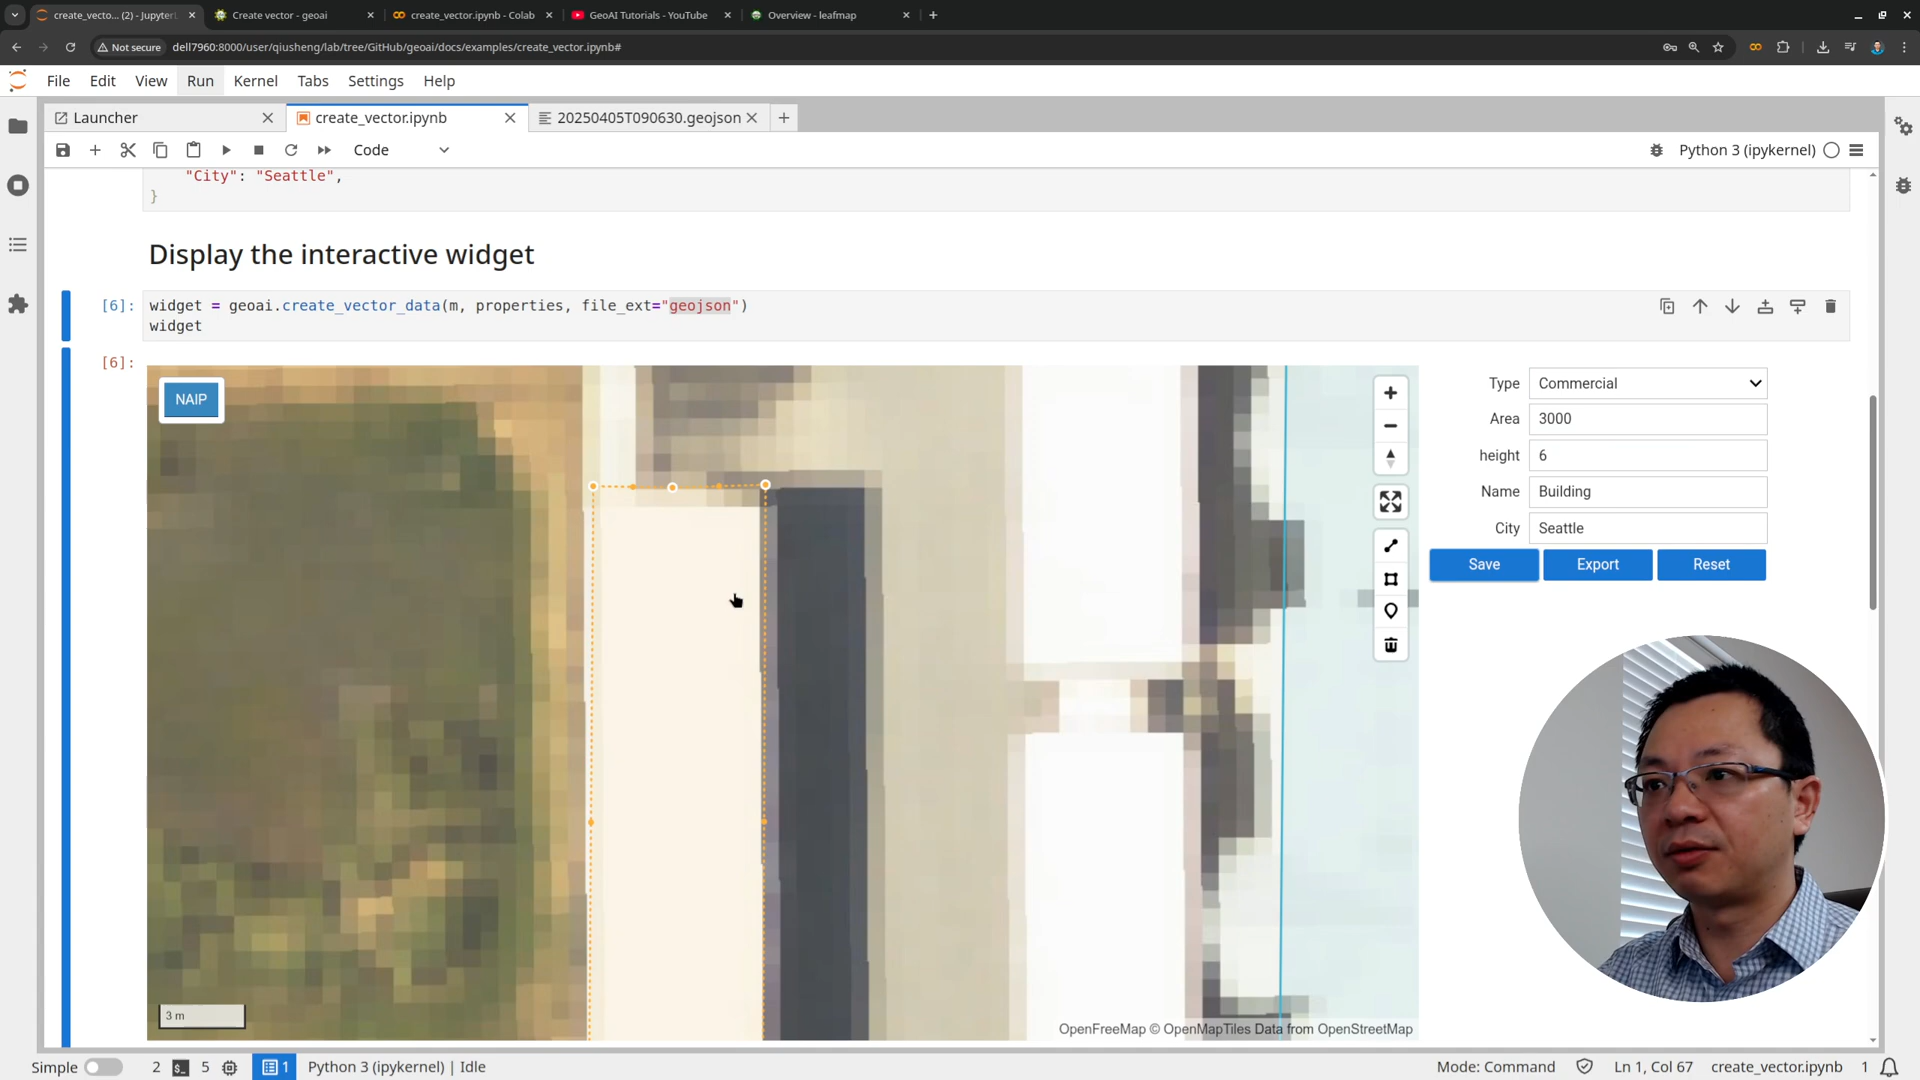 create_vecto... (2) - JupyterL
Create vector - geoai
create_vector.ipynb - Colab
GeoAI Tutorials - YouTube
Overview - leafmap
Not secure
dell7960:8000/user/qiusheng/lab/tree/GitHub/geoai/docs/examples/create_vector.ipynb#
File Edit View Run Kernel Tabs Settings Help
Launcher
create_vector.ipynb
20250405T090630.geojson
Code
Python 3 (ipykernel)
"City": "Seattle",
}
Display the interactive widget
[6]: widget = geoai.create_vector_data(m, properties, file_ext="geojson")
widget
[6]:
NAIP
Type Commercial
Area 3000
height 6
Name Building
City Seattle
Save Export Reset
3 m
OpenFreeMap © OpenMapTiles Data from OpenStreetMap
Simple 2 5 1 Python 3 (ipykernel) | Idle Mode: Command Ln 1, Col 67 create_vector.ipynb 1